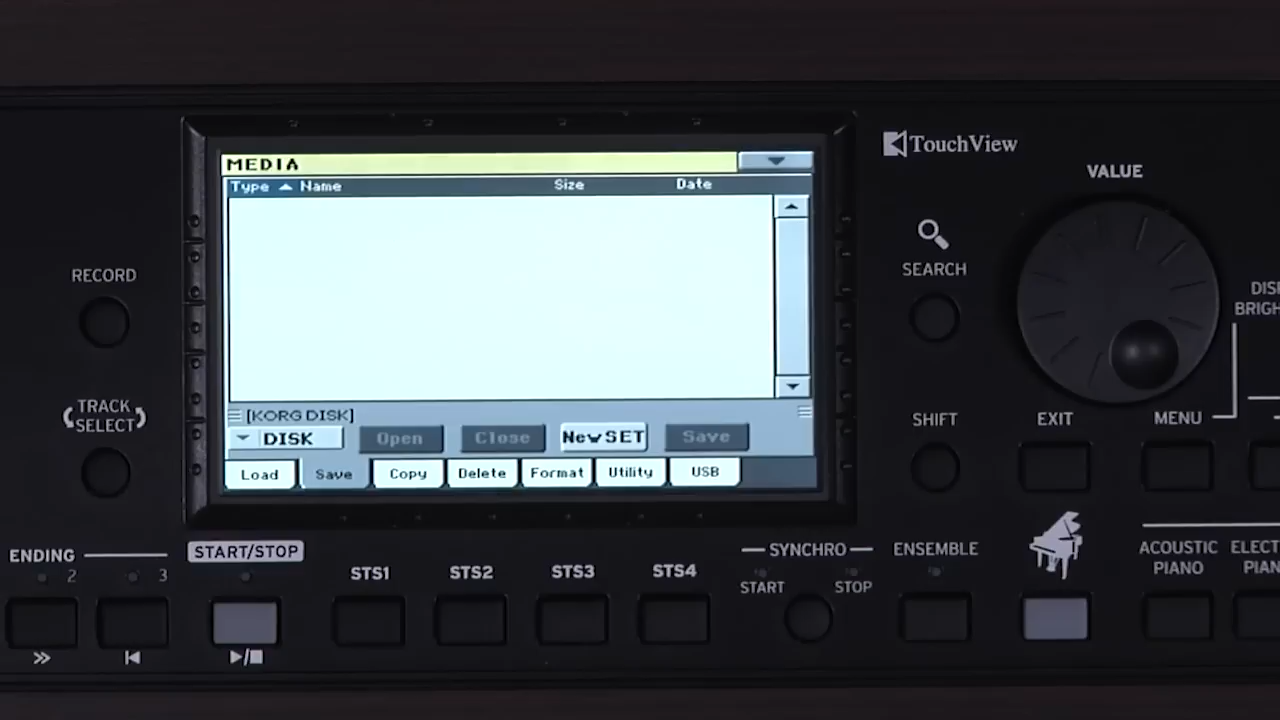 MEDIA
Type Name Size Date
[KORG DISK]
DISK Open Close New SET Save
Load Save Copy Delete Format Utility USB
TouchView
VALUE
RECORD
SEARCH
TRACK
SELECT
SHIFT
EXIT
MENU
ENDING
2 3
START/STOP
STS1
STS2
STS3
STS4
SYNCHRO
START
STOP
ENSEMBLE
ACOUSTIC
PIANO